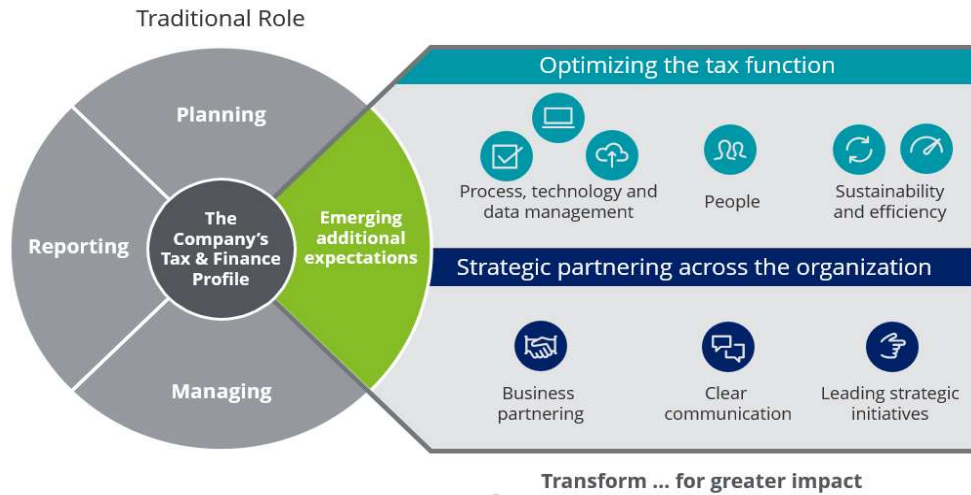 Traditional Role
Planning
Reporting
The
Company's
Tax & Finance
Profile
Emerging
additional
expectations
Managing
Optimizing the tax function
Process, technology and
data management
People
Sustainability
and efficiency
Strategic partnering across the organization
Business
partnering
Clear
communication
Leading strategic
initiatives
Transform ... for greater impact